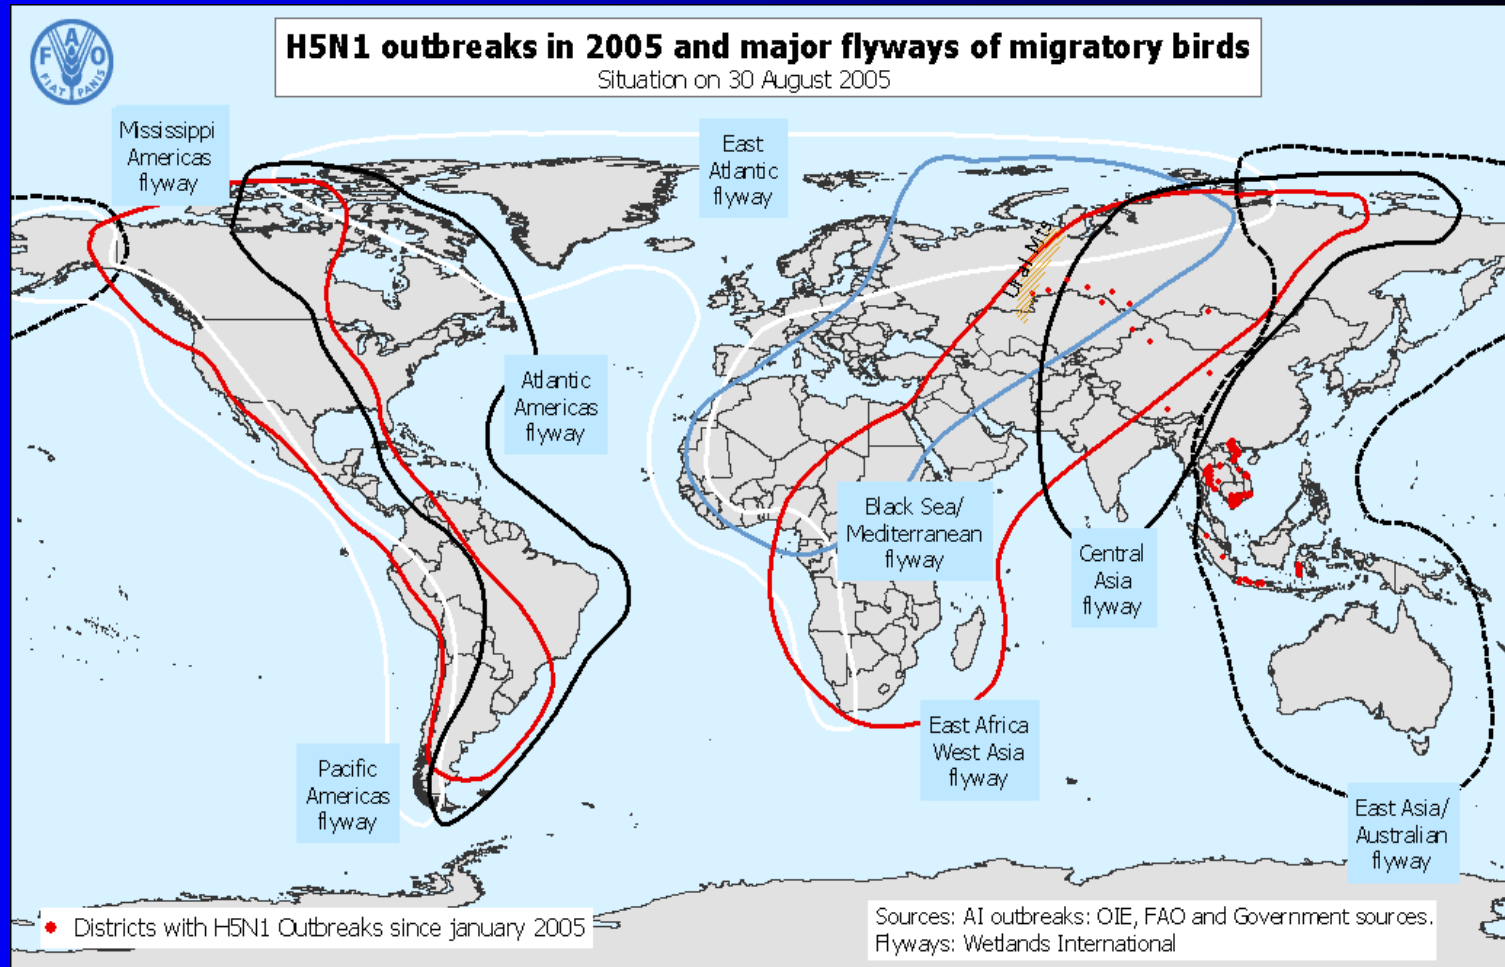 H5N1 outbreaks in 2005 and major flyways of migratory birds
Situation on 30 August 2005
F A O
FIAT PANIS
Mississippi
Americas
flyway
East
Atlantic
flyway
Ural Mts
Atlantic
Americas
flyway
Black Sea/
Mediterranean
flyway
Central
Asia
flyway
East Africa
West Asia
flyway
Pacific
Americas
flyway
East Asia/
Australian
flyway
Districts with H5N1 Outbreaks since january 2005
Sources: AI outbreaks: OIE, FAO and Government sources.
Flyways: Wetlands International